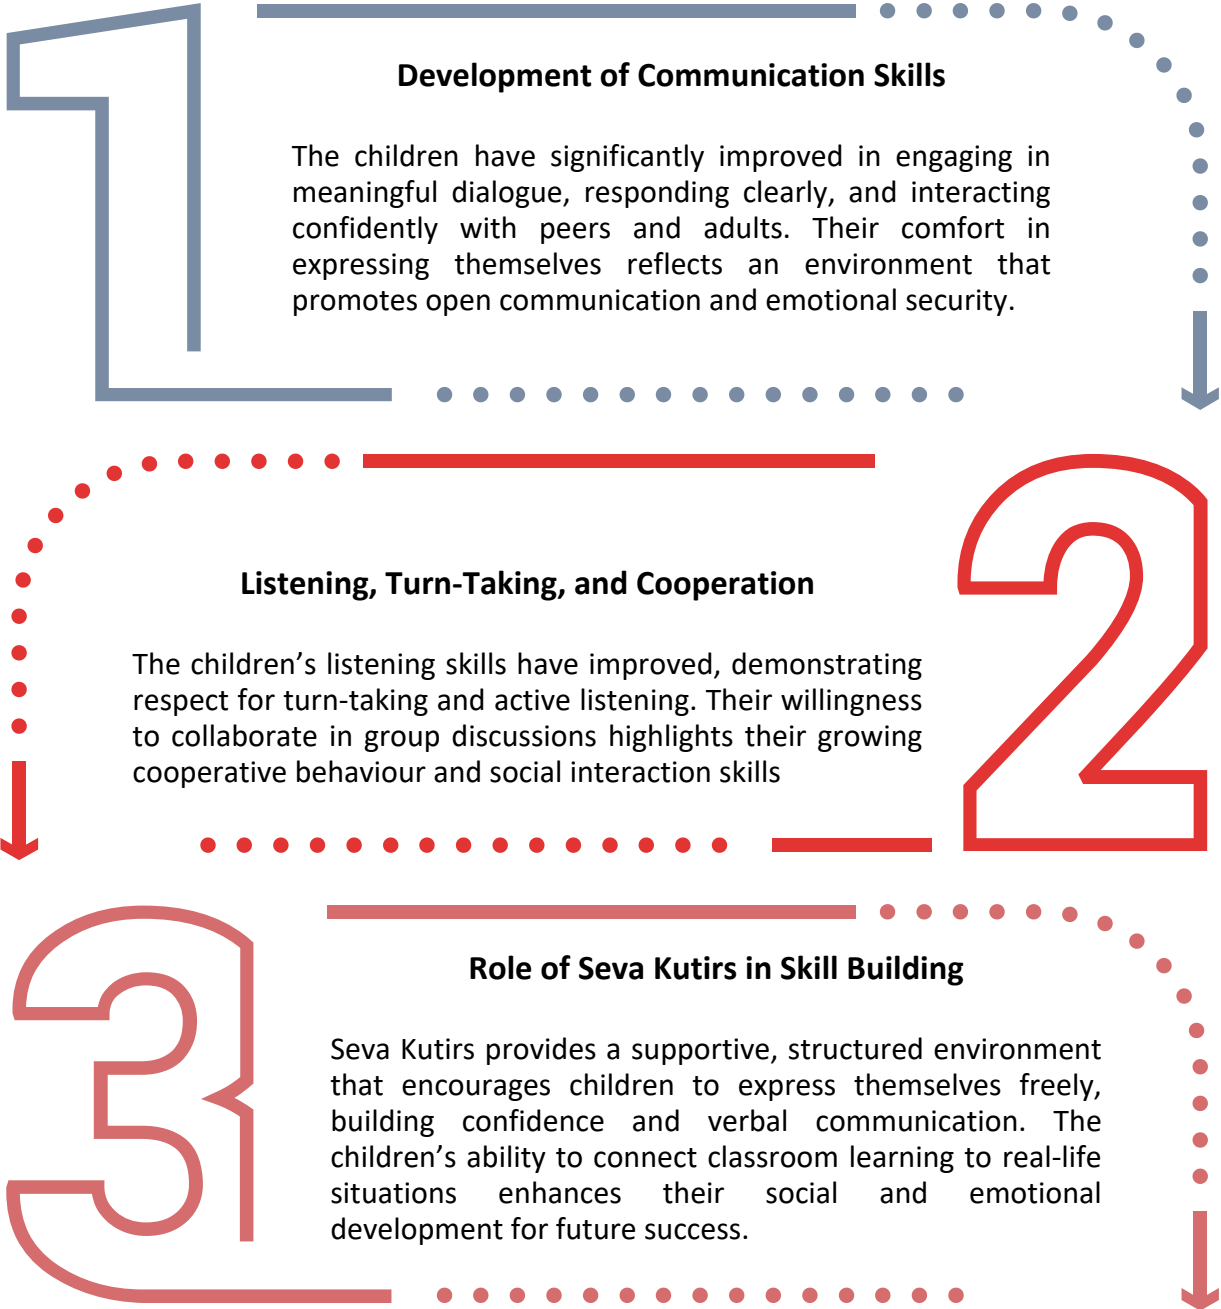 1
Development of Communication Skills
The children have significantly improved in engaging in
meaningful dialogue, responding clearly, and interacting
confidently with peers and adults. Their comfort in
expressing themselves reflects an environment that
promotes open communication and emotional security.
2
Listening, Turn-Taking, and Cooperation
The children’s listening skills have improved, demonstrating
respect for turn-taking and active listening. Their willingness
to collaborate in group discussions highlights their growing
cooperative behaviour and social interaction skills
3
Role of Seva Kutirs in Skill Building
Seva Kutirs provides a supportive, structured environment
that encourages children to express themselves freely,
building confidence and verbal communication. The
children’s ability to connect classroom learning to real-life
situations enhances their social and emotional
development for future success.